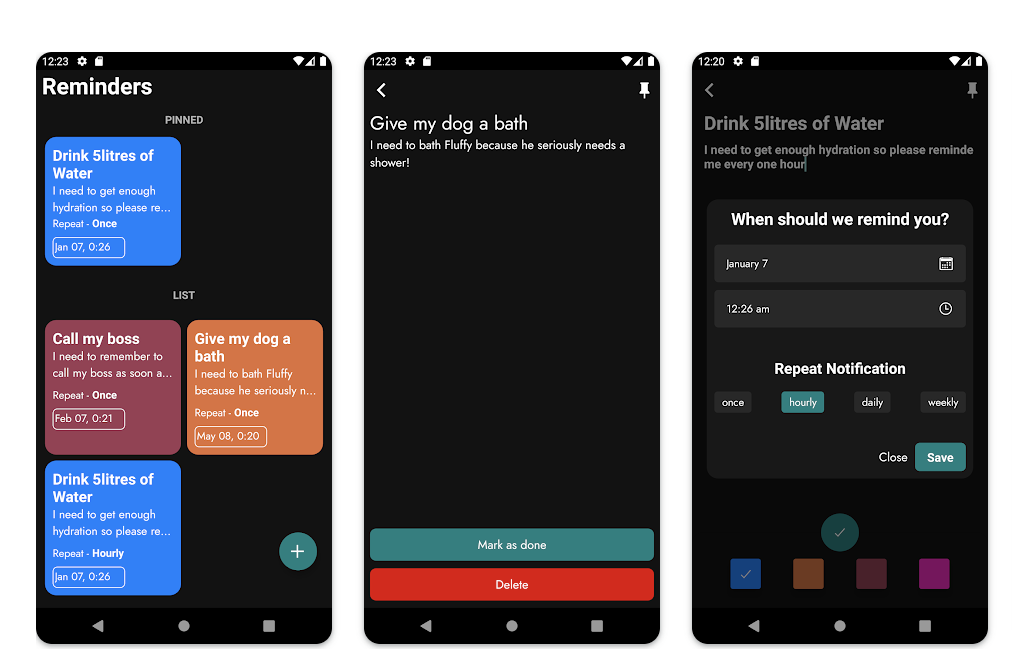 12:23
Reminders
PINNED
Drink 5litres of
Water
I need to get enough
hydration so please re...
Repeat - Once
Jan 07, 0:26
LIST
Call my boss
I need to remember to
call my boss as soon a...
Repeat - Once
Feb 07, 0:21
Give my dog a
bath
I need to bath Fluffy
because he seriously n...
Repeat - Once
May 08, 0:20
Drink 5litres of
Water
I need to get enough
hydration so please re...
Repeat - Hourly
Jan 07, 0:26
12:23
Give my dog a bath
I need to bath Fluffy because he seriously needs a
shower!
Mark as done
Delete
12:20
Drink 5litres of Water
I need to get enough hydration so please reminde
me every one hour
When should we remind you?
January 7
12:26 am
Repeat Notification
once hourly daily weekly
Close Save